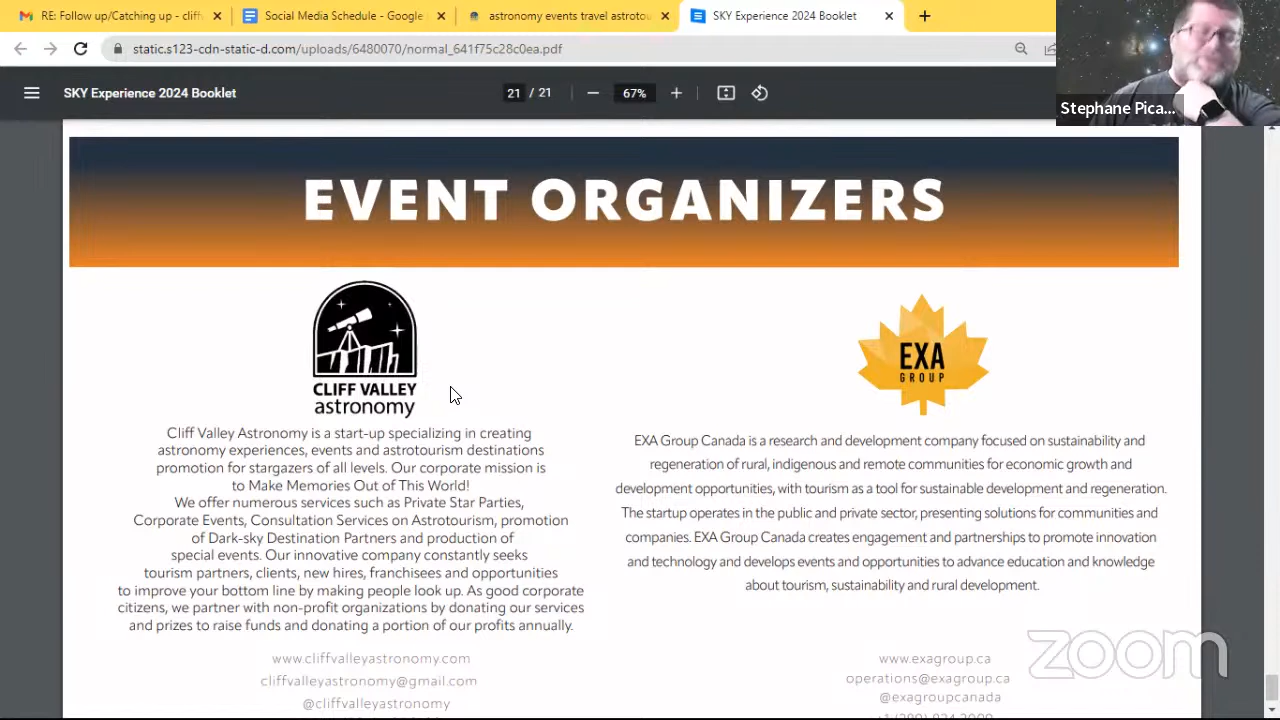 RE: Follow up/Catching up - cliff
Social Media Schedule - Google
astronomy events travel astrotou
SKY Experience 2024 Booklet
static.s123-cdn-static-d.com/uploads/6480070/normal_641f75c28c0ea.pdf
SKY Experience 2024 Booklet
21 / 21
67%
Stephane Pica...
EVENT ORGANIZERS
CLIFF VALLEY
astronomy
Cliff Valley Astronomy is a start-up specializing in creating
astronomy experiences, events and astrotourism destinations
promotion for stargazers of all levels. Our corporate mission is
to Make Memories Out of This World!
We offer numerous services such as Private Star Parties,
Corporate Events, Consultation Services on Astrotourism, promotion
of Dark-sky Destination Partners and production of
special events. Our innovative company constantly seeks
tourism partners, clients, new hires, franchisees and opportunities
to improve your bottom line by making people look up. As good corporate
citizens, we partner with non-profit organizations by donating our services
and prizes to raise funds and donating a portion of our profits annually.
www.cliffvalleyastronomy.com
cliffvalleyastronomy@gmail.com
@cliffvalleyastronomy
EXA
GROUP
EXA Group Canada is a research and development company focused on sustainability and
regeneration of rural, indigenous and remote communities for economic growth and
development opportunities, with tourism as a tool for sustainable development and regeneration.
The startup operates in the public and private sector, presenting solutions for communities and
companies. EXA Group Canada creates engagement and partnerships to promote innovation
and technology and develops events and opportunities to advance education and knowledge
about tourism, sustainability and rural development.
www.exagroup.ca
operations@exagroup.ca
@exagroupcanada
zoom